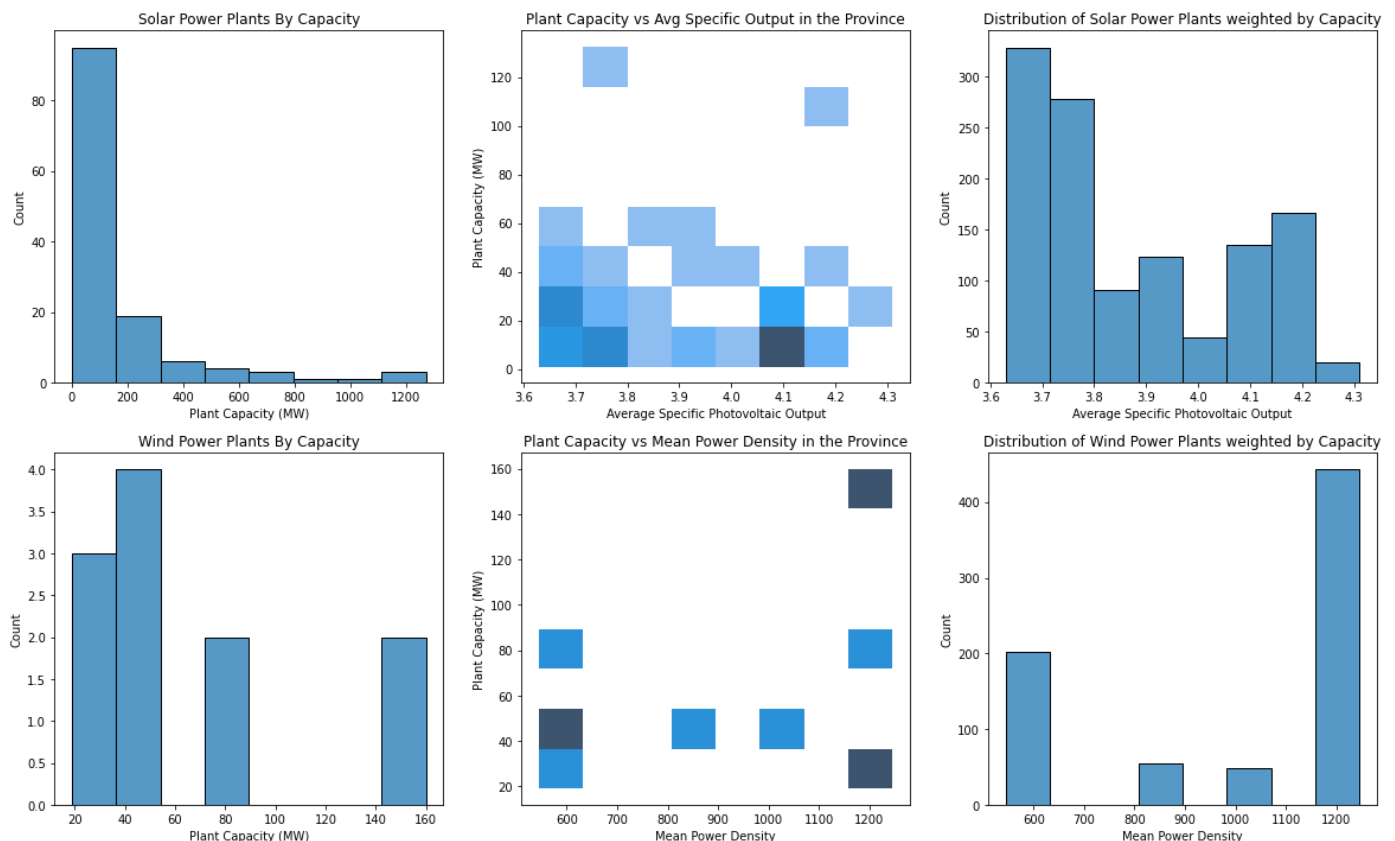 Solar Power Plants By Capacity
80
60
40
20
0
Count
0 200 400 600 800 1000 1200
Plant Capacity (MW)
Plant Capacity vs Avg Specific Output in the Province
120
100
80
60
40
20
0
Plant Capacity (MW)
3.6 3.7 3.8 3.9 4.0 4.1 4.2 4.3
Average Specific Photovoltaic Output
Distribution of Solar Power Plants weighted by Capacity
300
250
200
150
100
50
0
Count
3.6 3.7 3.8 3.9 4.0 4.1 4.2 4.3
Average Specific Photovoltaic Output
Wind Power Plants By Capacity
4.0
3.5
3.0
2.5
2.0
1.5
1.0
0.5
0.0
Count
20 40 60 80 100 120 140 160
Plant Capacity (MW)
Plant Capacity vs Mean Power Density in the Province
160
140
120
100
80
60
40
20
Plant Capacity (MW)
600 700 800 900 1000 1100 1200
Mean Power Density
Distribution of Wind Power Plants weighted by Capacity
400
300
200
100
0
Count
600 700 800 900 1000 1100 1200
Mean Power Density